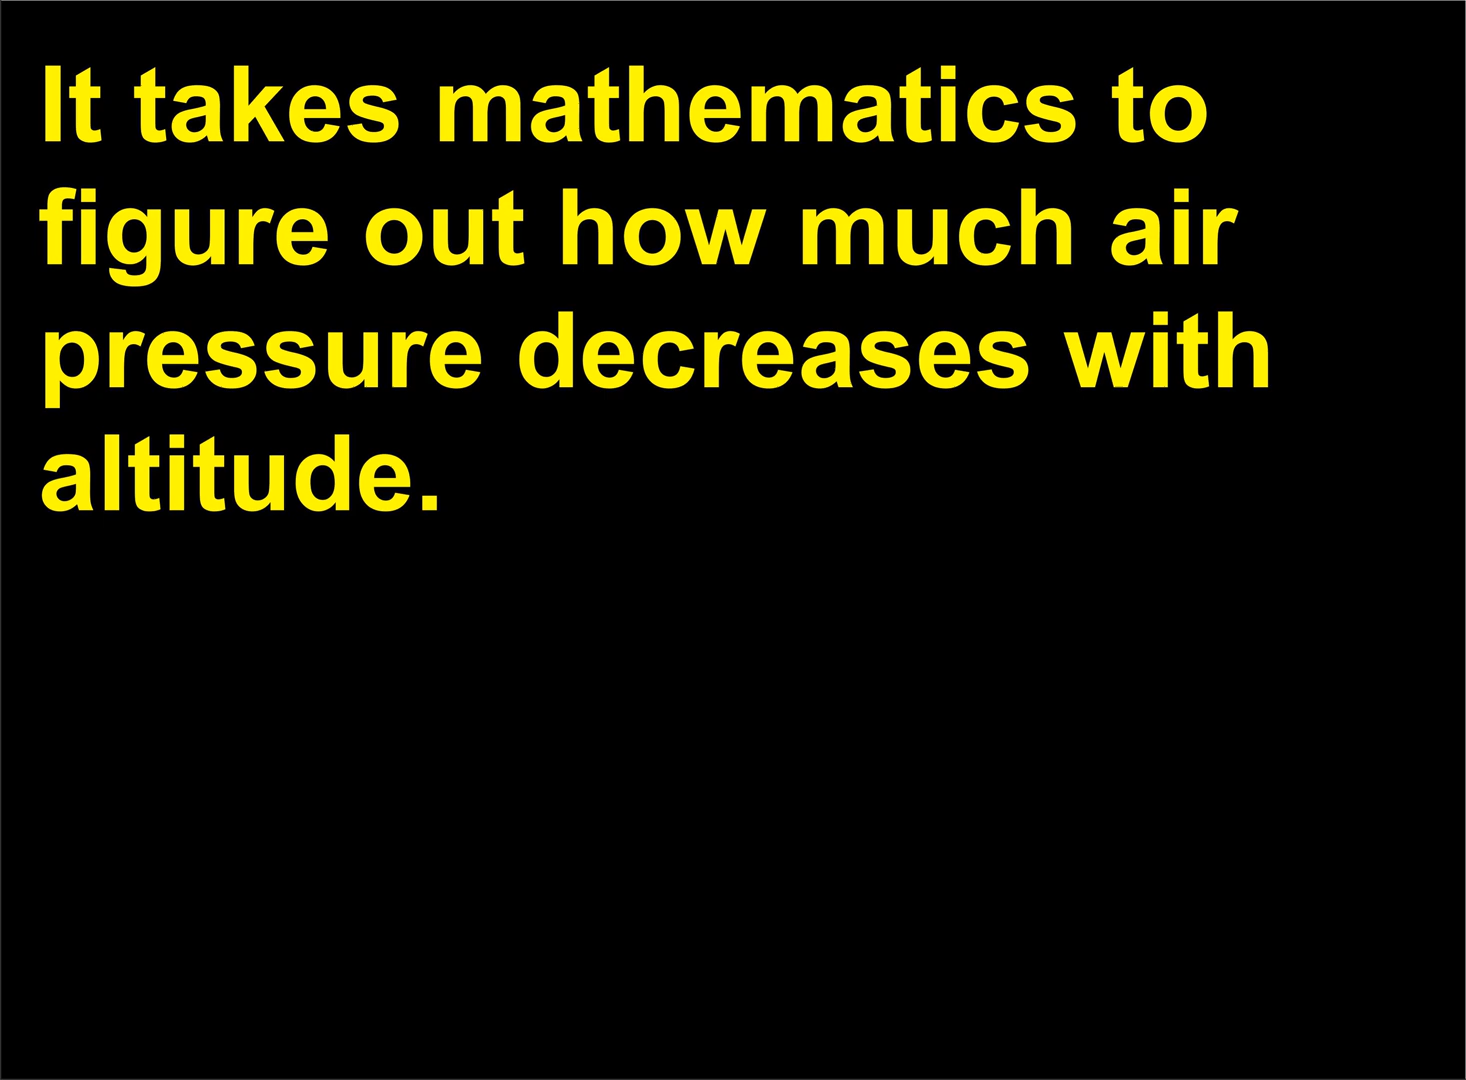 It takes mathematics to
figure out how much air
pressure decreases with
altitude.